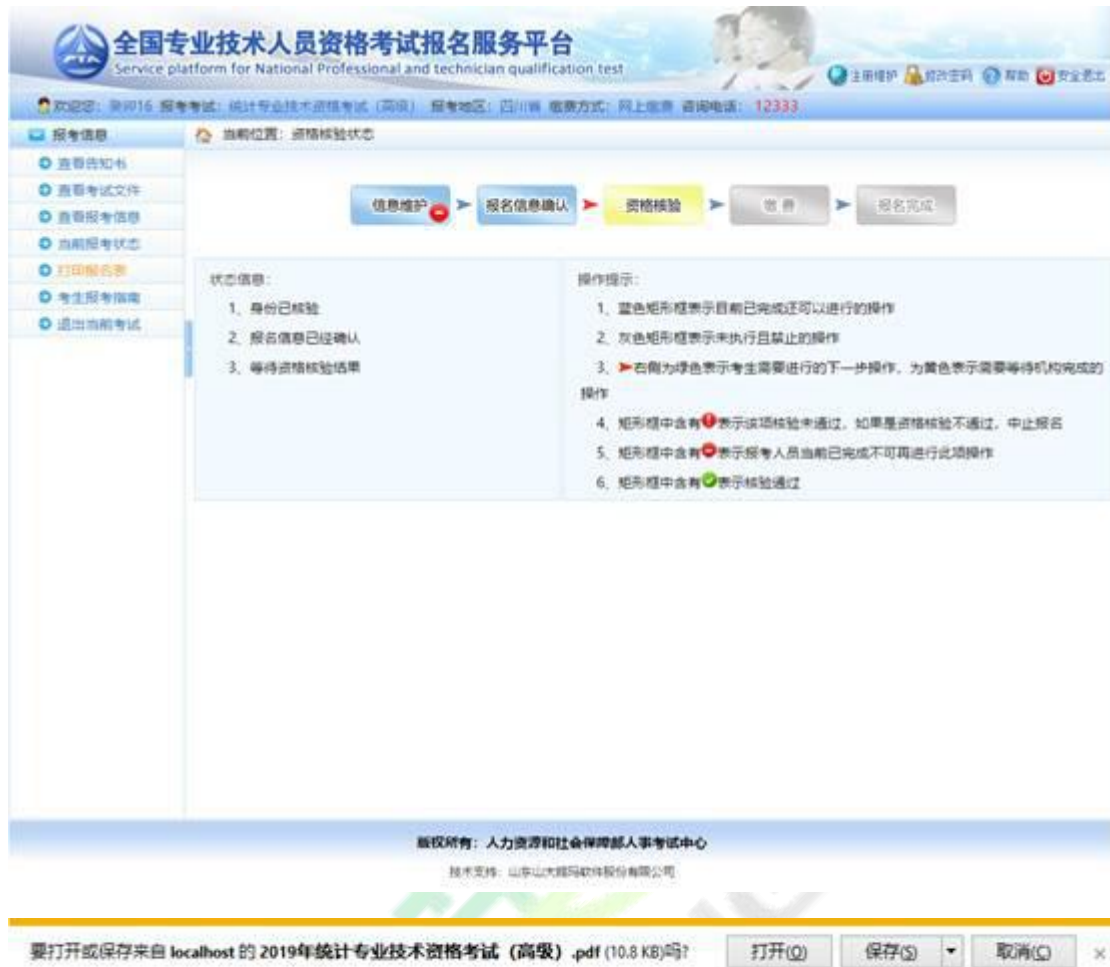 全国专业技术人员资格考试报名服务平台
Service platform for National Professional and technician qualification test
注册维护 修改密码 帮助 安全退出
欢迎您: 16 报考考试: 统计专业技术资格考试（高级） 报考地区: 四川省 缴费方式: 网上缴费 咨询电话: 12333
报考信息
当前位置: 资格核验状态
查看告知书
查看考试文件
查看报考信息
当前报考状态
打印报名表
考生报考指南
退出当前考试
信息维护 报名信息确认 资格核验 缴费 报名完成
状态信息:
1、身份已核验
2、报名信息已经确认
3、等待资格核验结果
操作提示:
1、蓝色矩形框表示目前已完成还可以进行的操作
2、灰色矩形框表示未执行且禁止的操作
3、右侧为绿色表示考生需要进行的下一步操作，为黄色表示需要等待机构完成的
操作
4、矩形框中含有表示该项核验未通过，如果是资格核验不通过，中止报名
5、矩形框中含有表示报考人员当前已完成不可再进行此项操作
6、矩形框中含有表示核验通过
版权所有: 人力资源和社会保障部人事考试中心
技术支持: 山东山大鸥玛软件股份有限公司
要打开或保存来自 localhost 的 2019年统计专业技术资格考试（高级）.pdf (10.8 KB)吗?
打开(O) 保存(S) 取消(C)